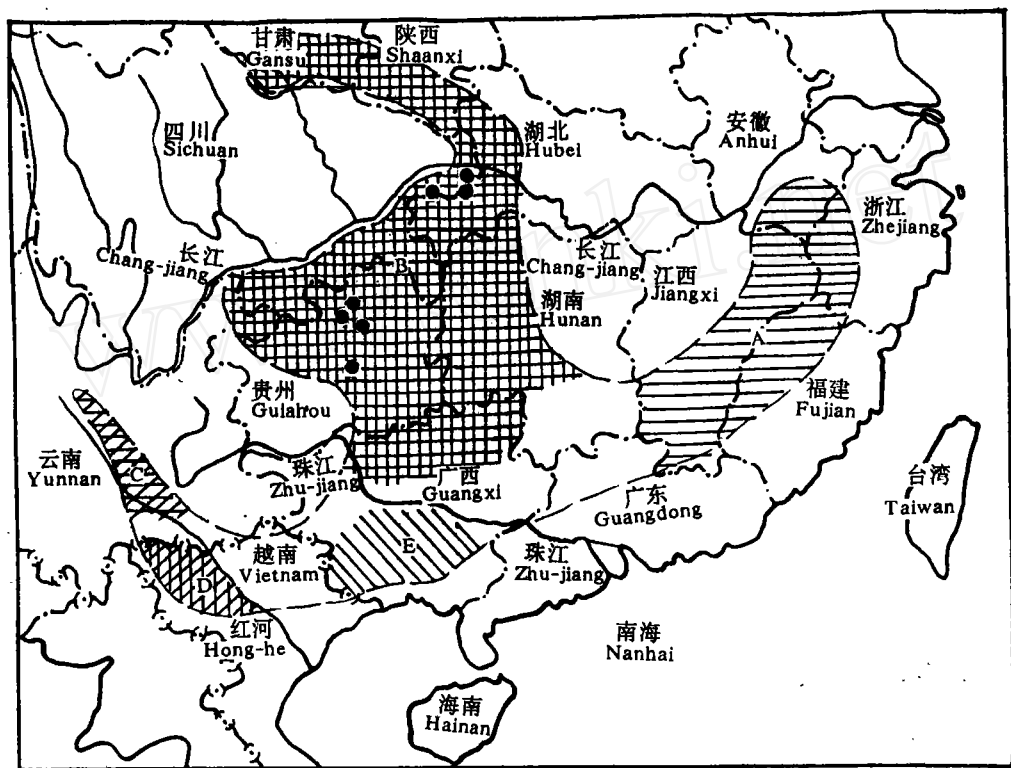 甘肃
Gansu
陕西
Shaanxi
四川
Sichuan
湖北
Hubei
安徽
Anhui
浙江
Zhejiang
长江
Chang-jiang
B
长江
Chang-jiang
江西
Jiangxi
湖南
Hunan
A
贵州
Guiahou
福建
Fujian
云南
Yunnan
C
珠江
Zhu-jiang
广西
Guangxi
广东
Guangdong
台湾
Taiwan
越南
Vietnam
E
珠江
Zhu-jiang
D
红河
Hong-he
南海
Nanhai
海南
Hainan